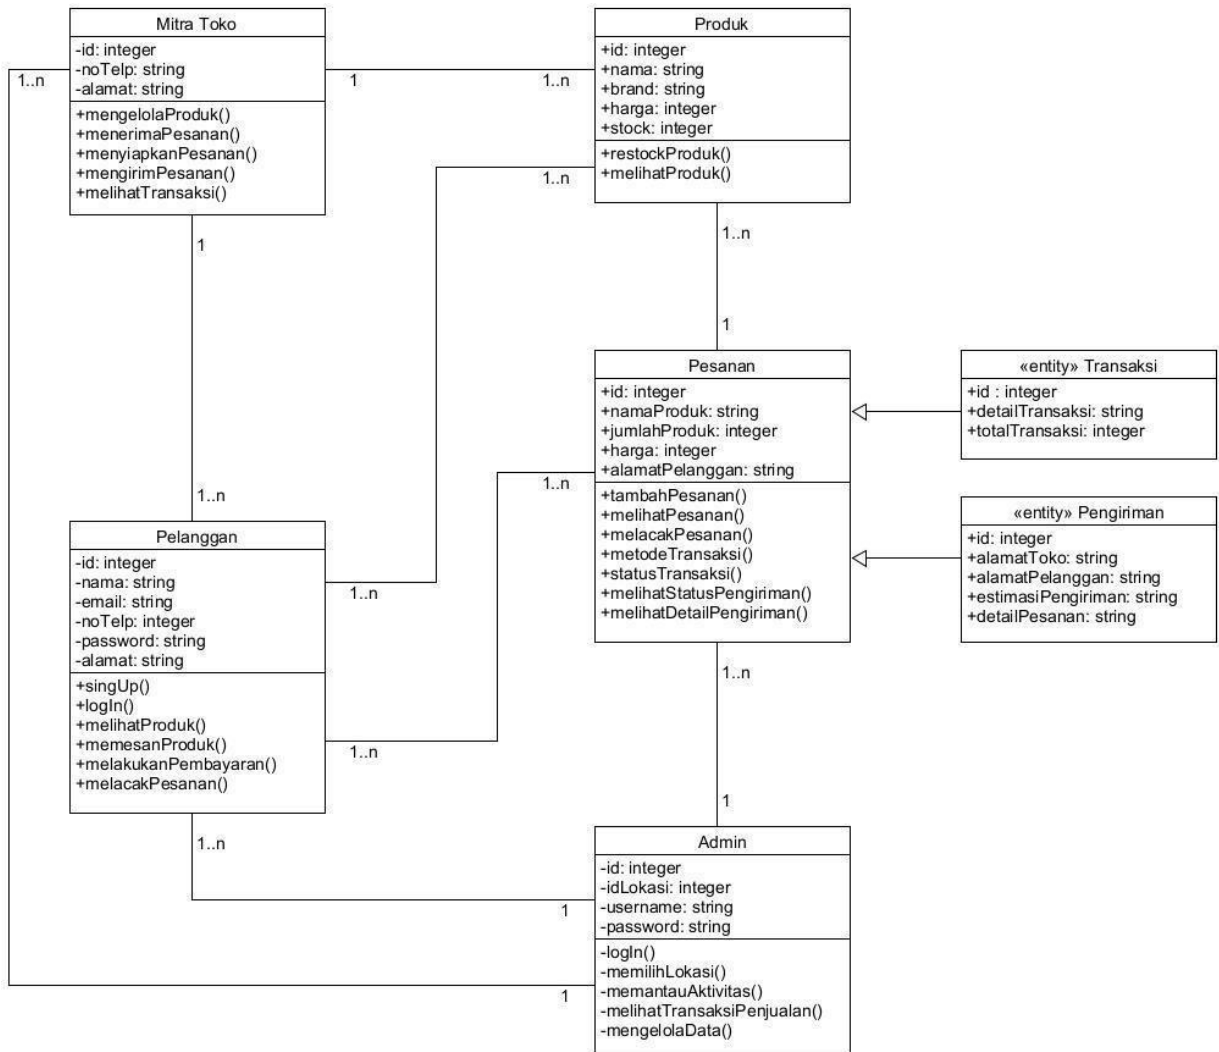 Mitra Toko
-id: integer
-noTelp: string
-alamat: string
+mengelolaProduk()
+menerimaPesanan()
+menyiapkanPesanan()
+mengirimPesanan()
+melihatTransaksi()
1..n
1
1..n
Produk
+id: integer
+nama: string
+brand: string
+harga: integer
+stock: integer
+restockProduk()
+melihatProduk()
1..n
1
1..n
1
1..n
Pesanan
+id: integer
+namaProduk: string
+jumlahProduk: integer
+harga: integer
+alamatPelanggan: string
+tambahPesanan()
+melihatPesanan()
+melacakPesanan()
+metodeTransaksi()
+statusTransaksi()
+melihatStatusPengiriman()
+melihatDetailPengiriman()
«entity» Transaksi
+id : integer
+detailTransaksi: string
+totalTransaksi: integer
«entity» Pengiriman
+id: integer
+alamatToko: string
+alamatPelanggan: string
+estimasiPengiriman: string
+detailPesanan: string
1..n
Pelanggan
-id: integer
-nama: string
-email: string
-noTelp: integer
-password: string
-alamat: string
+singUp()
+logIn()
+melihatProduk()
+memesanProduk()
+melakukanPembayaran()
+melacakPesanan()
1..n
1..n
1..n
1..n
1
1
1
Admin
-id: integer
-idLokasi: integer
-username: string
-password: string
-logIn()
-memilihLokasi()
-memantauAktivitas()
-melihatTransaksiPenjualan()
-mengelolaData()